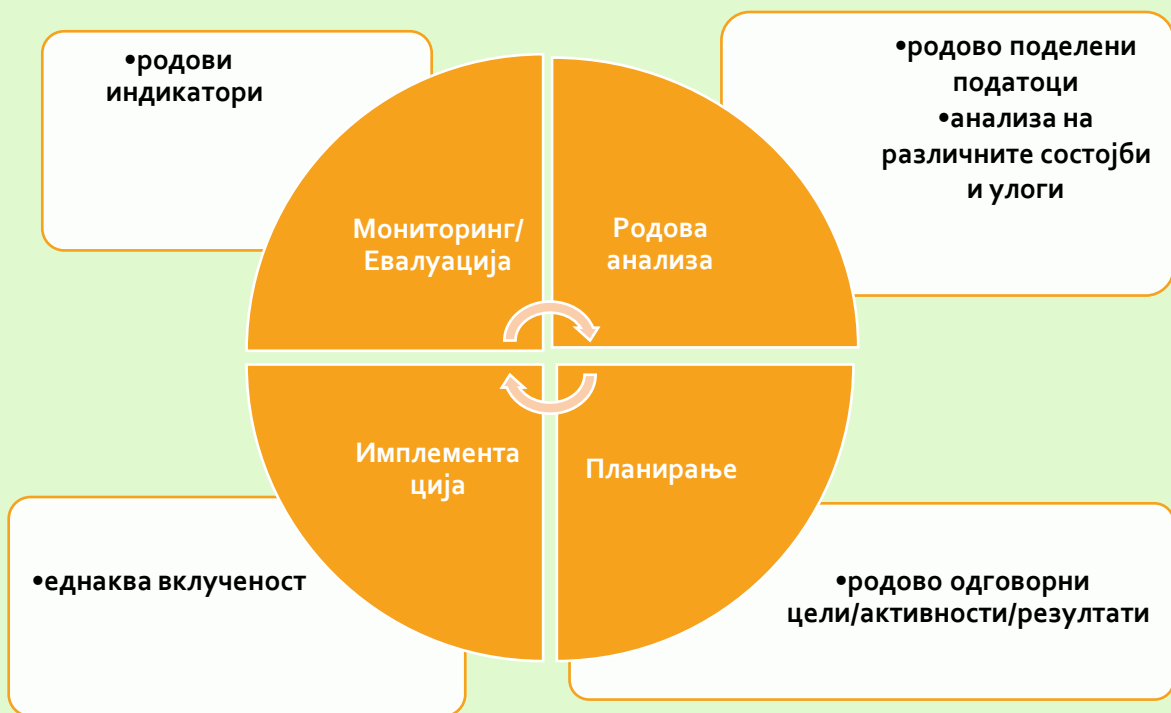 •родови
индикатори
•родово поделени
податоци
•анализа на
различните состојби
и улоги
Мониторинг/
Евалуација
Родова
анализа
Имплемента
ција
Планирање
•еднаква вклученост
•родово одговорни
цели/активности/резултати